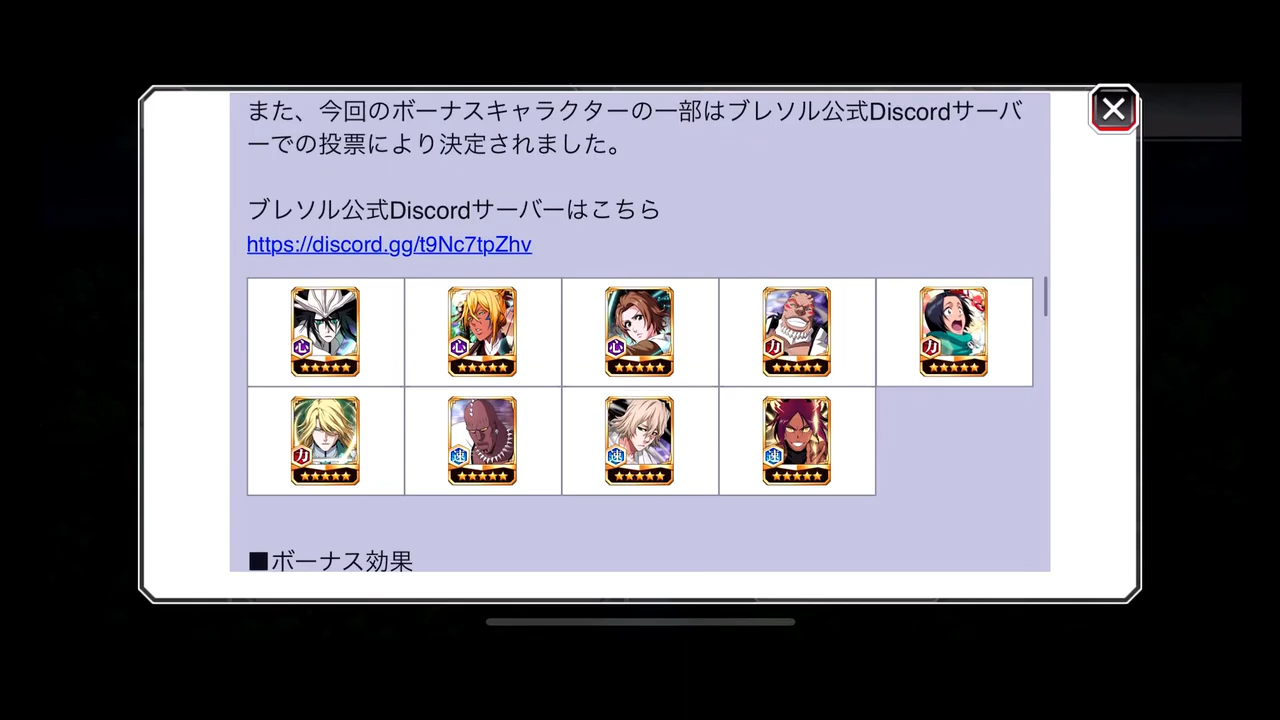 また、今回のボーナスキャラクターの一部はブレソル公式Discordサーバ
ーでの投票により決定されました。
ブレソル公式Discordサーバーはこちら
https://discord.gg/t9Nc7tpZhv
心
心
心
力
力
力
速
速
速
■ボーナス効果